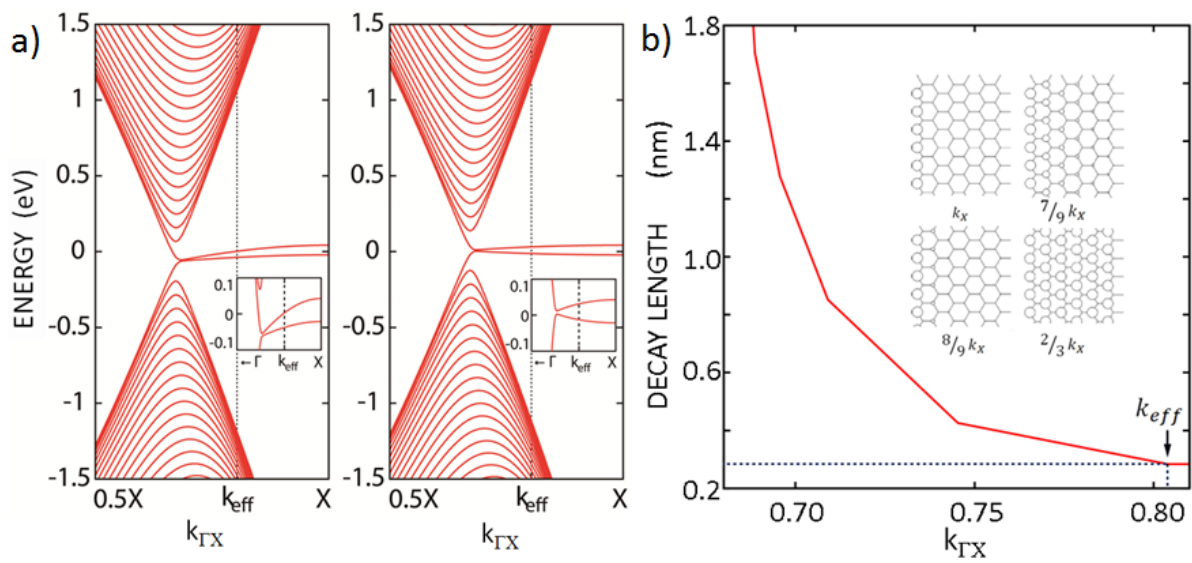 a)
ENERGY (eV)
1.5
1
0.5
0
-0.5
-1
-1.5
0.1
0
-0.1
←Γ k_eff X
0.5X k_eff X
k_ΓX
1.5
1
0.5
0
-0.5
-1
-1.5
0.1
0
-0.1
←Γ k_eff X
0.5X k_eff X
k_ΓX
b)
DECAY LENGTH (nm)
1.8
1.4
1.0
0.6
0.2
k_x
7/9 k_x
8/9 k_x
2/3 k_x
k_eff
0.70 0.75 0.80
k_ΓX